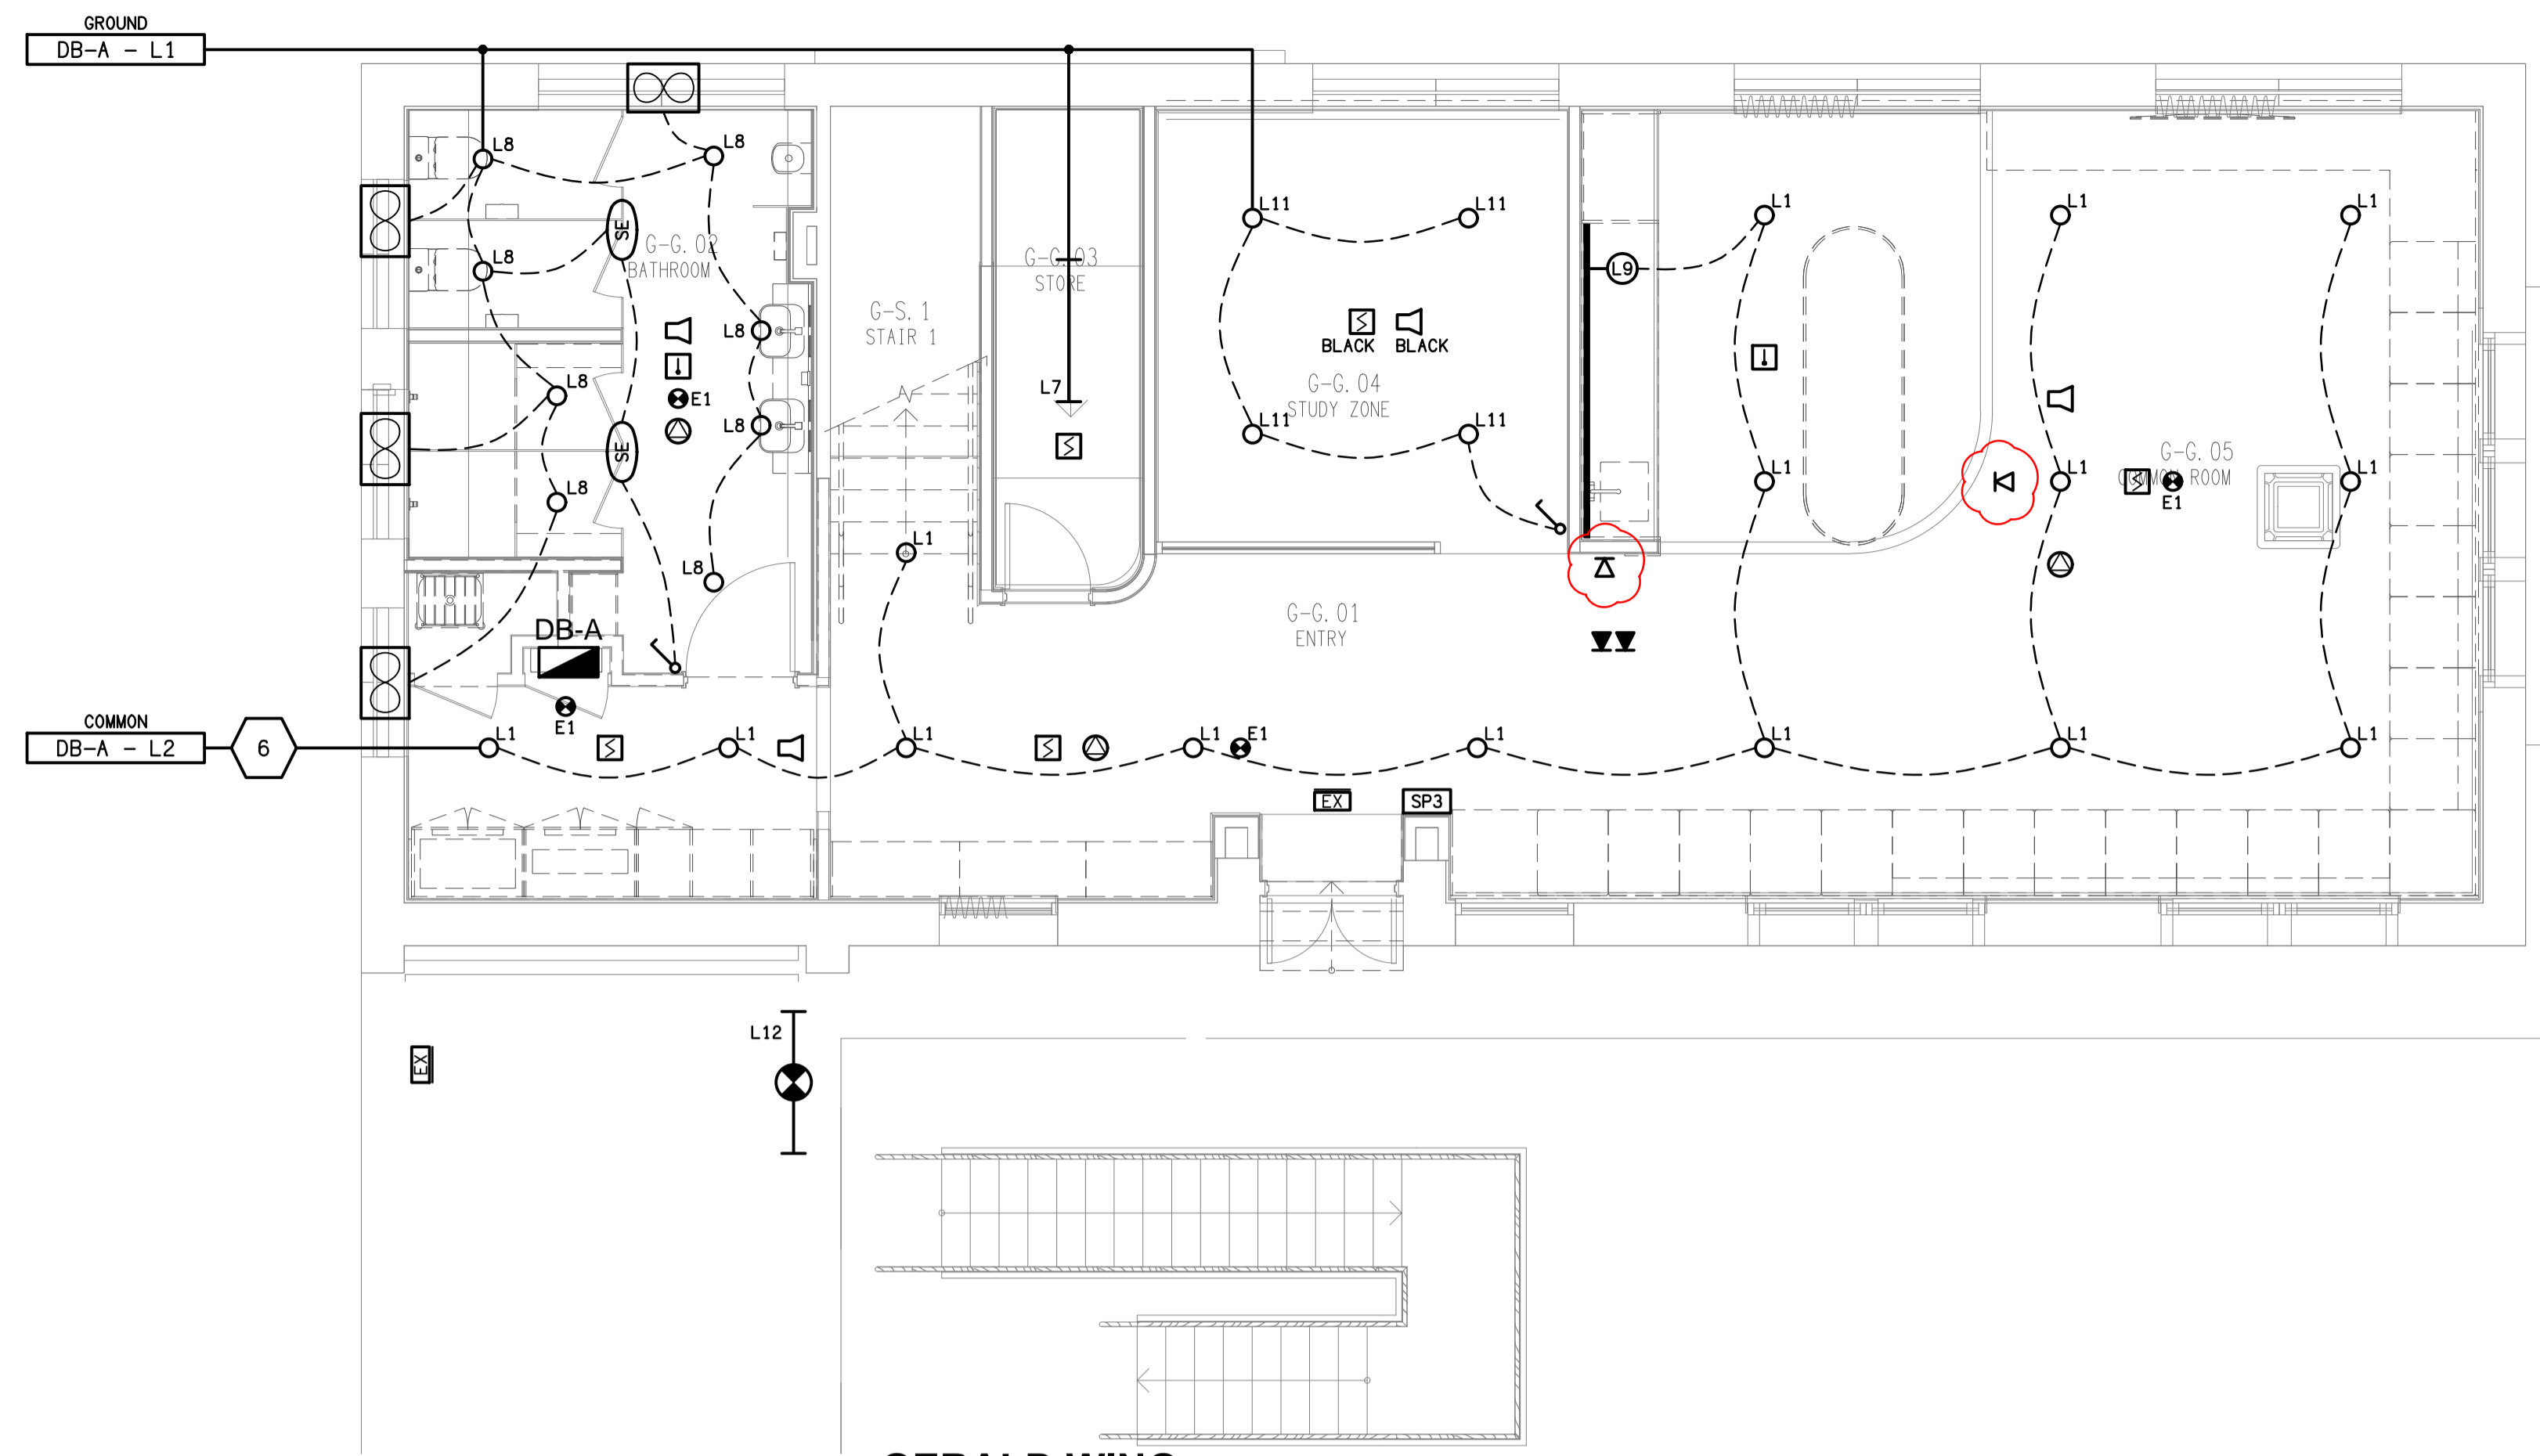 GROUND
DB-A - L1
L8
L8
L8
SE
G-G.02
BATHROOM
L11
L11
L1
L1
L1
G-G.03
STORE
L9
G-S.1
STAIR 1
L8
BLACK
BLACK
L7
G-G.04
STUDY ZONE
L8
E1
L8
L11
L11
SE
G-G.05
COMMON ROOM
L1
L1
L1
E1
L8
L1
L8
G-G.01
ENTRY
DB-A
COMMON
DB-A - L2
6
E1
L1
L1
L1
L1
E1
L1
L1
L1
L1
EX
SP3
L12
EX